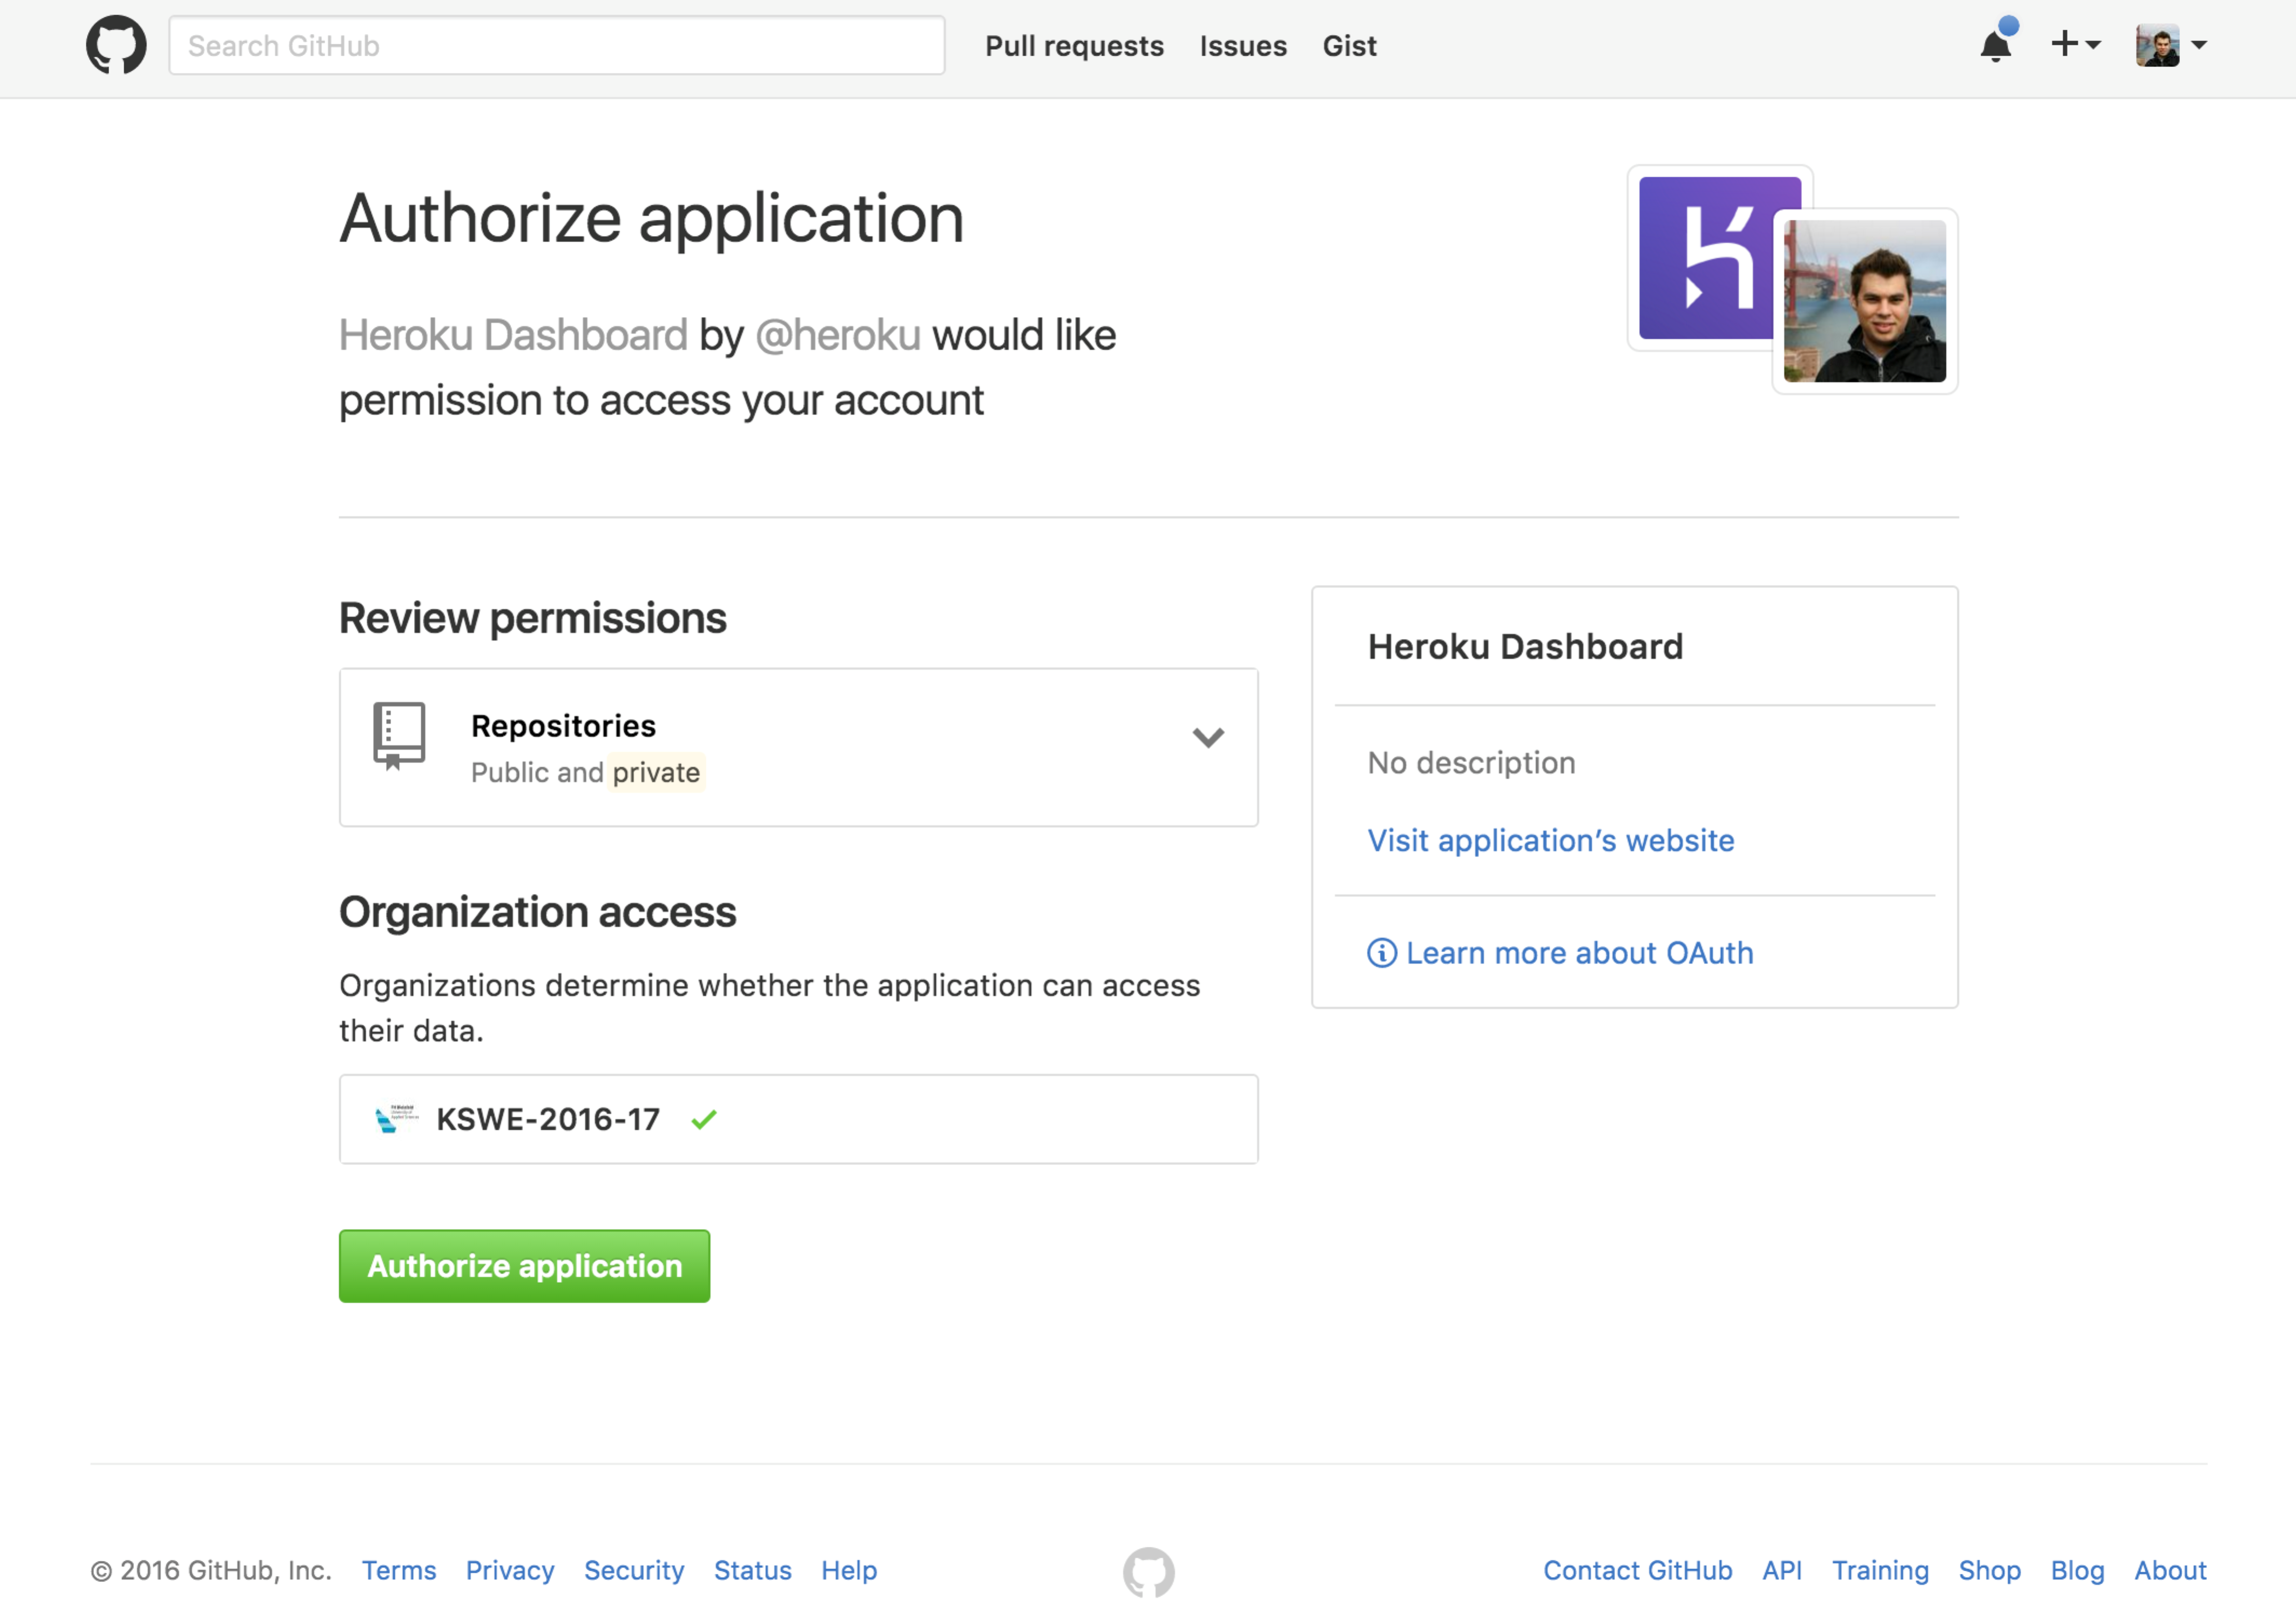 Search GitHub
Pull requests
Issues
Gist
Authorize application
Heroku Dashboard by @heroku would like
permission to access your account
Review permissions
Repositories
Public and private
Organization access
Organizations determine whether the application can access
their data.
KSWE-2016-17
Authorize application
Heroku Dashboard
No description
Visit application’s website
Learn more about OAuth
© 2016 GitHub, Inc.
Terms
Privacy
Security
Status
Help
Contact GitHub
API
Training
Shop
Blog
About